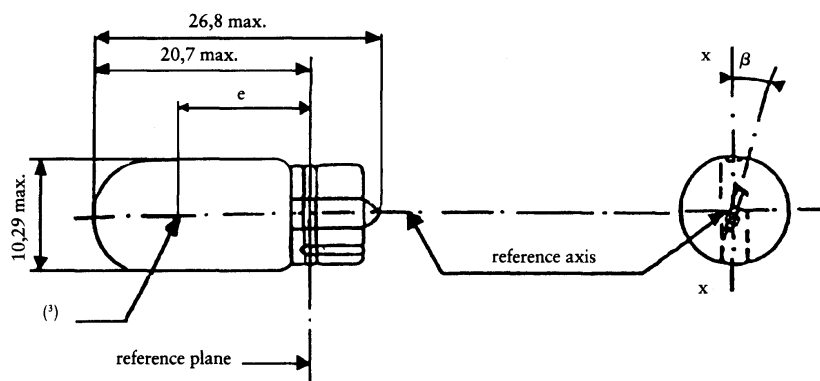 26,8 max.
20,7 max.
e
10,29 max.
(³)
reference plane
reference axis
x
β
x